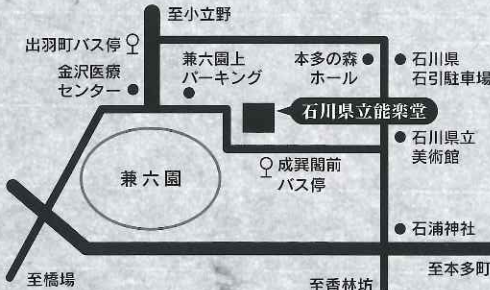 至小立野
出羽町バス停
金沢医療
センター
兼六園上
パーキング
本多の森
ホール
石川県
石引駐車場
石川県立能楽堂
石川県立
美術館
成巽閣前
バス停
兼六園
石浦神社
至本多町
至橋場
至香林坊